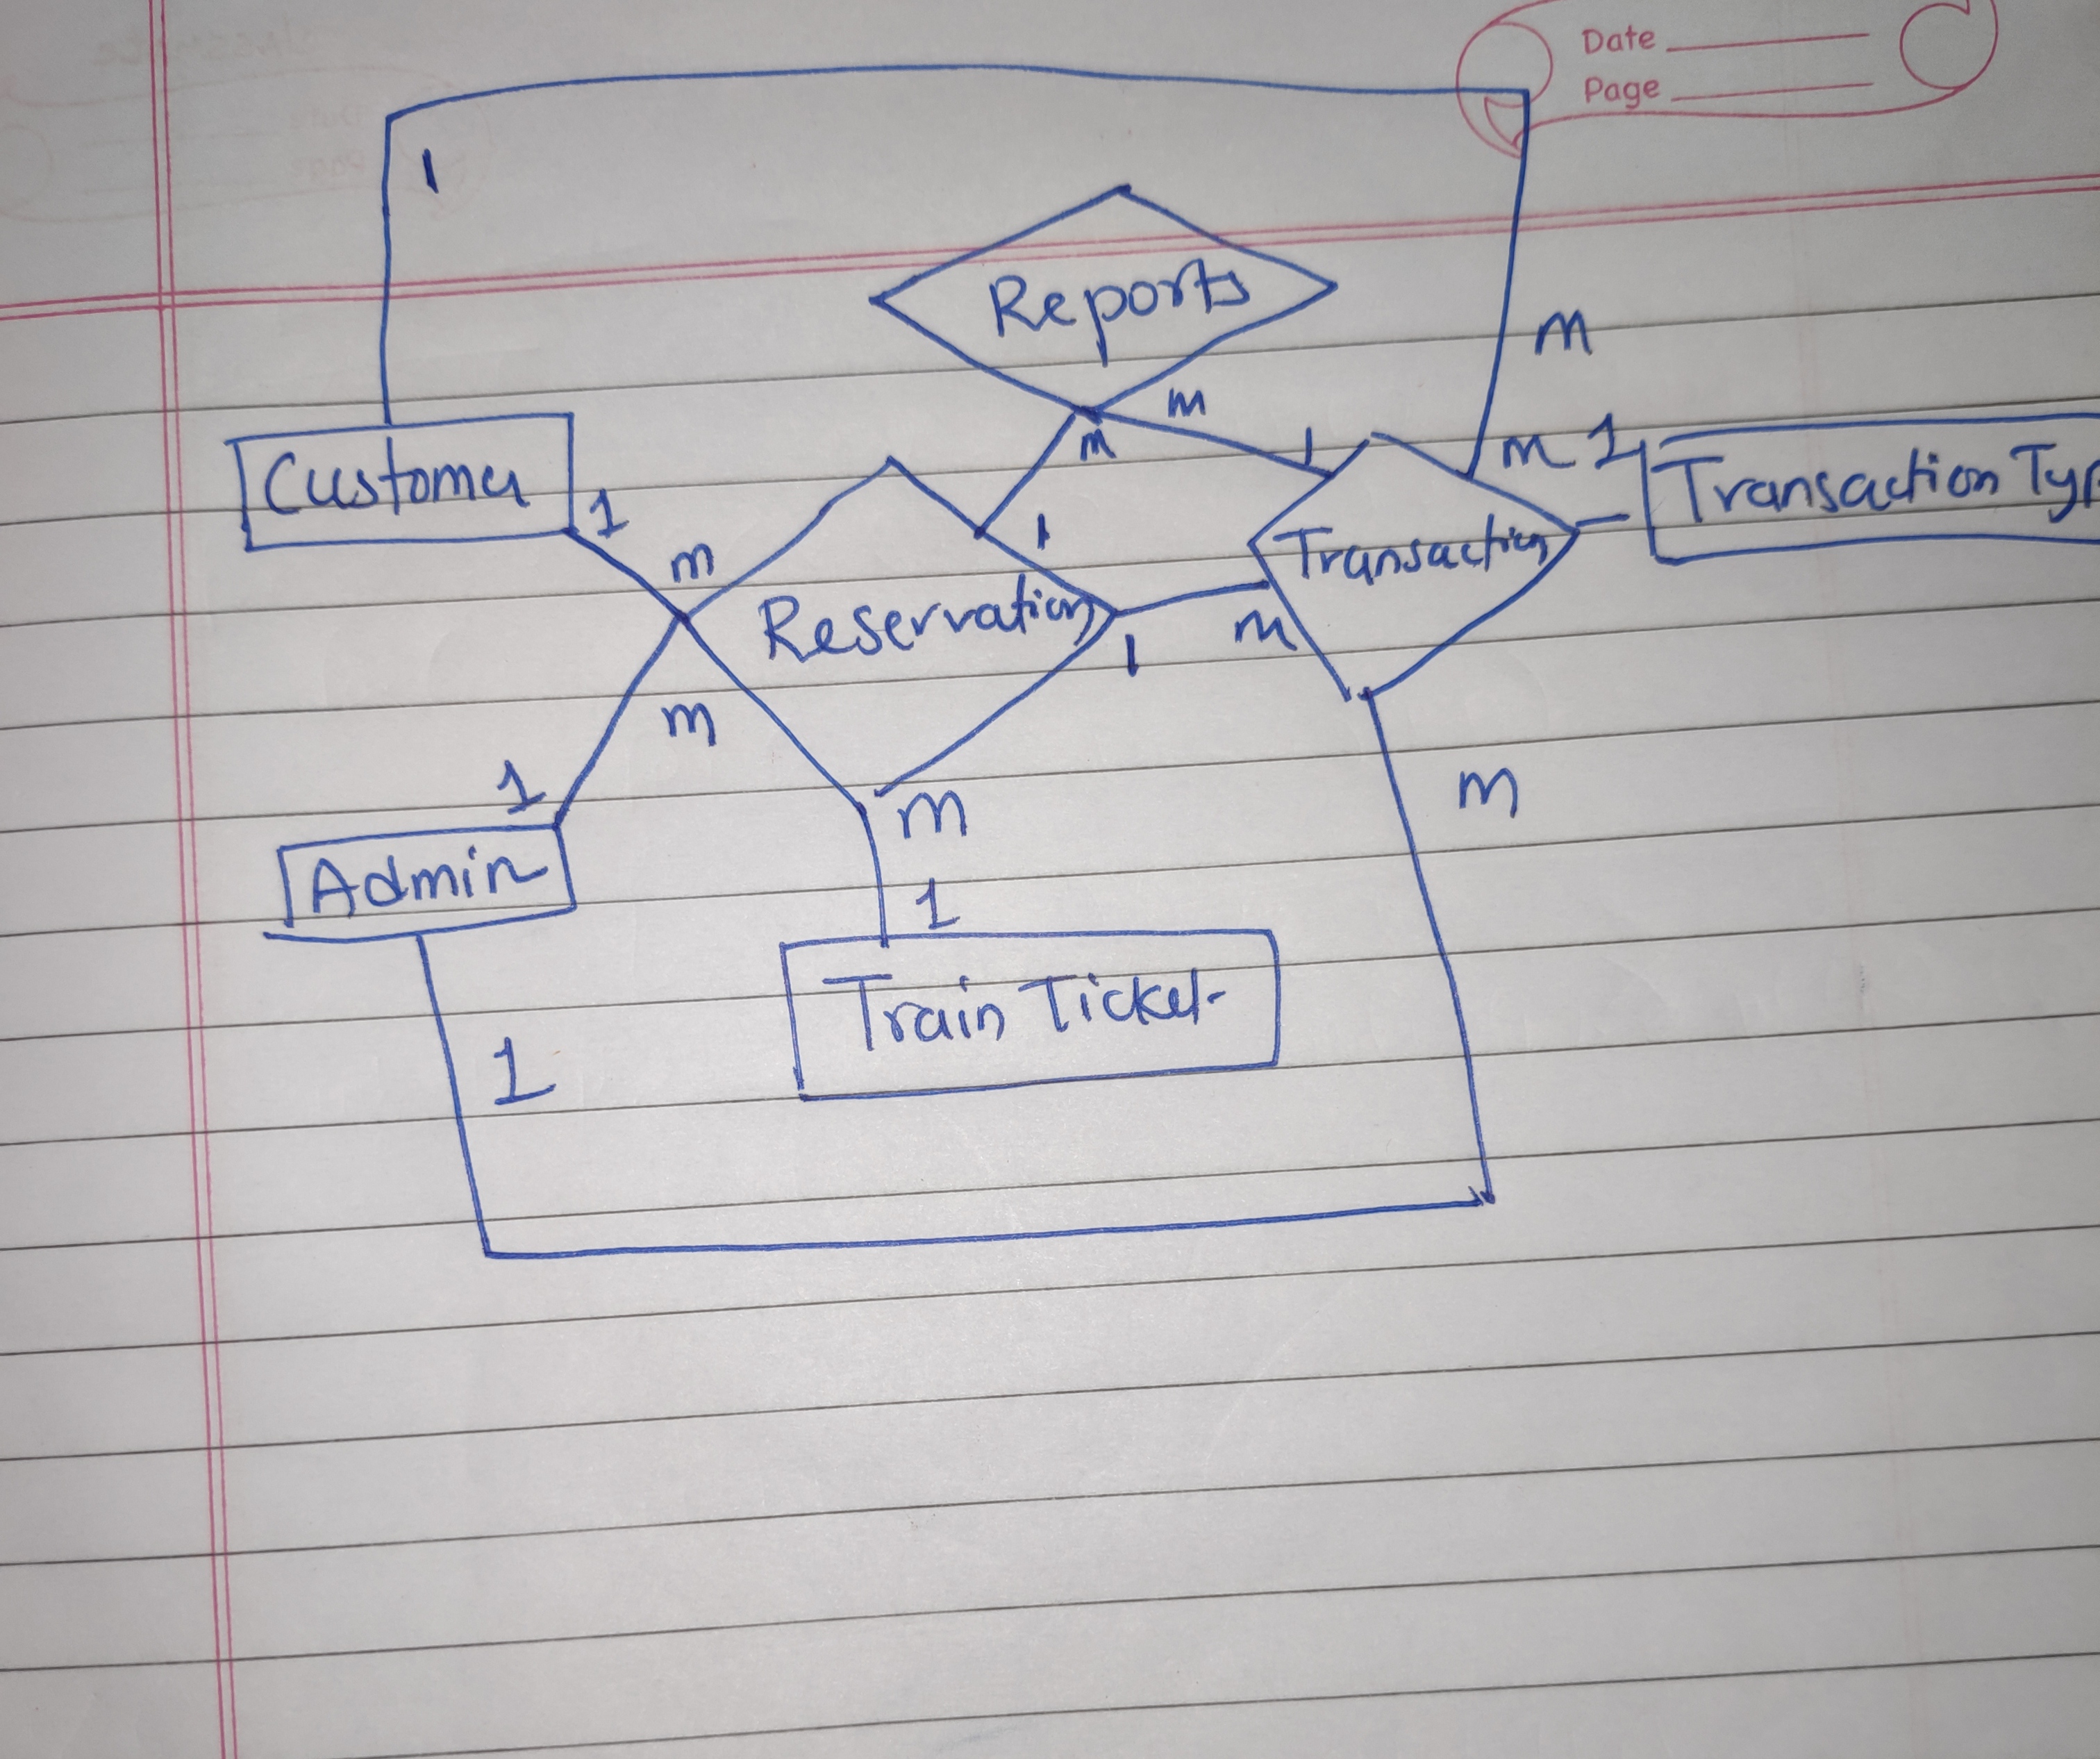 Date
Page
1
Reports
m
m
m
1
m 1
Customer
Transaction Typ
1
1
m
Transaction
Reservation
m
1
m
1
m
m
Admin
1
Train Ticket
1